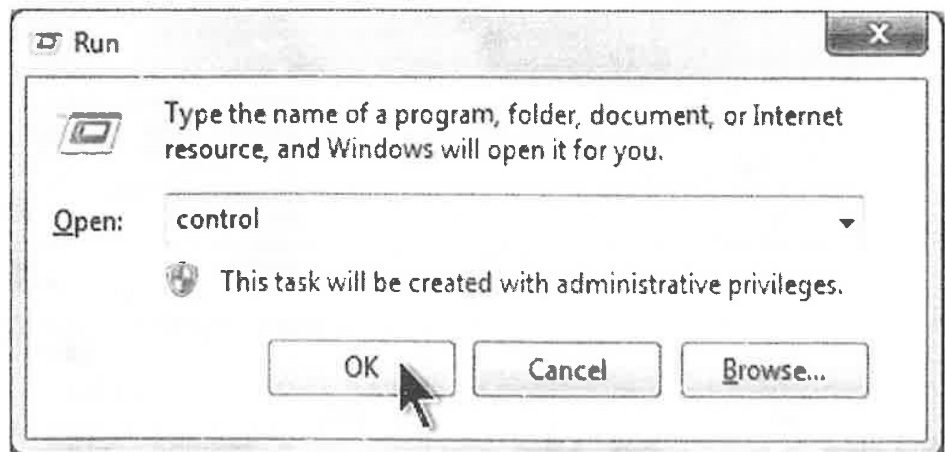 Run
Type the name of a program, folder, document, or Internet
resource, and Windows will open it for you.
Open: control
This task will be created with administrative privileges.
OK Cancel Browse...